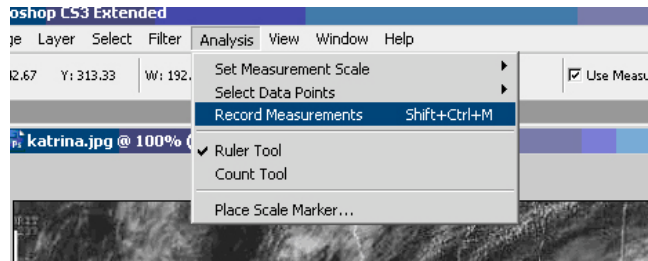 oshop CS3 Extended
ge Layer Select Filter Analysis View Window Help
2.67 Y: 313.33 W: 192. Use Measu
Set Measurement Scale
Select Data Points
Record Measurements Shift+Ctrl+M
katrina.jpg @ 100% (
Ruler Tool
Count Tool
Place Scale Marker...